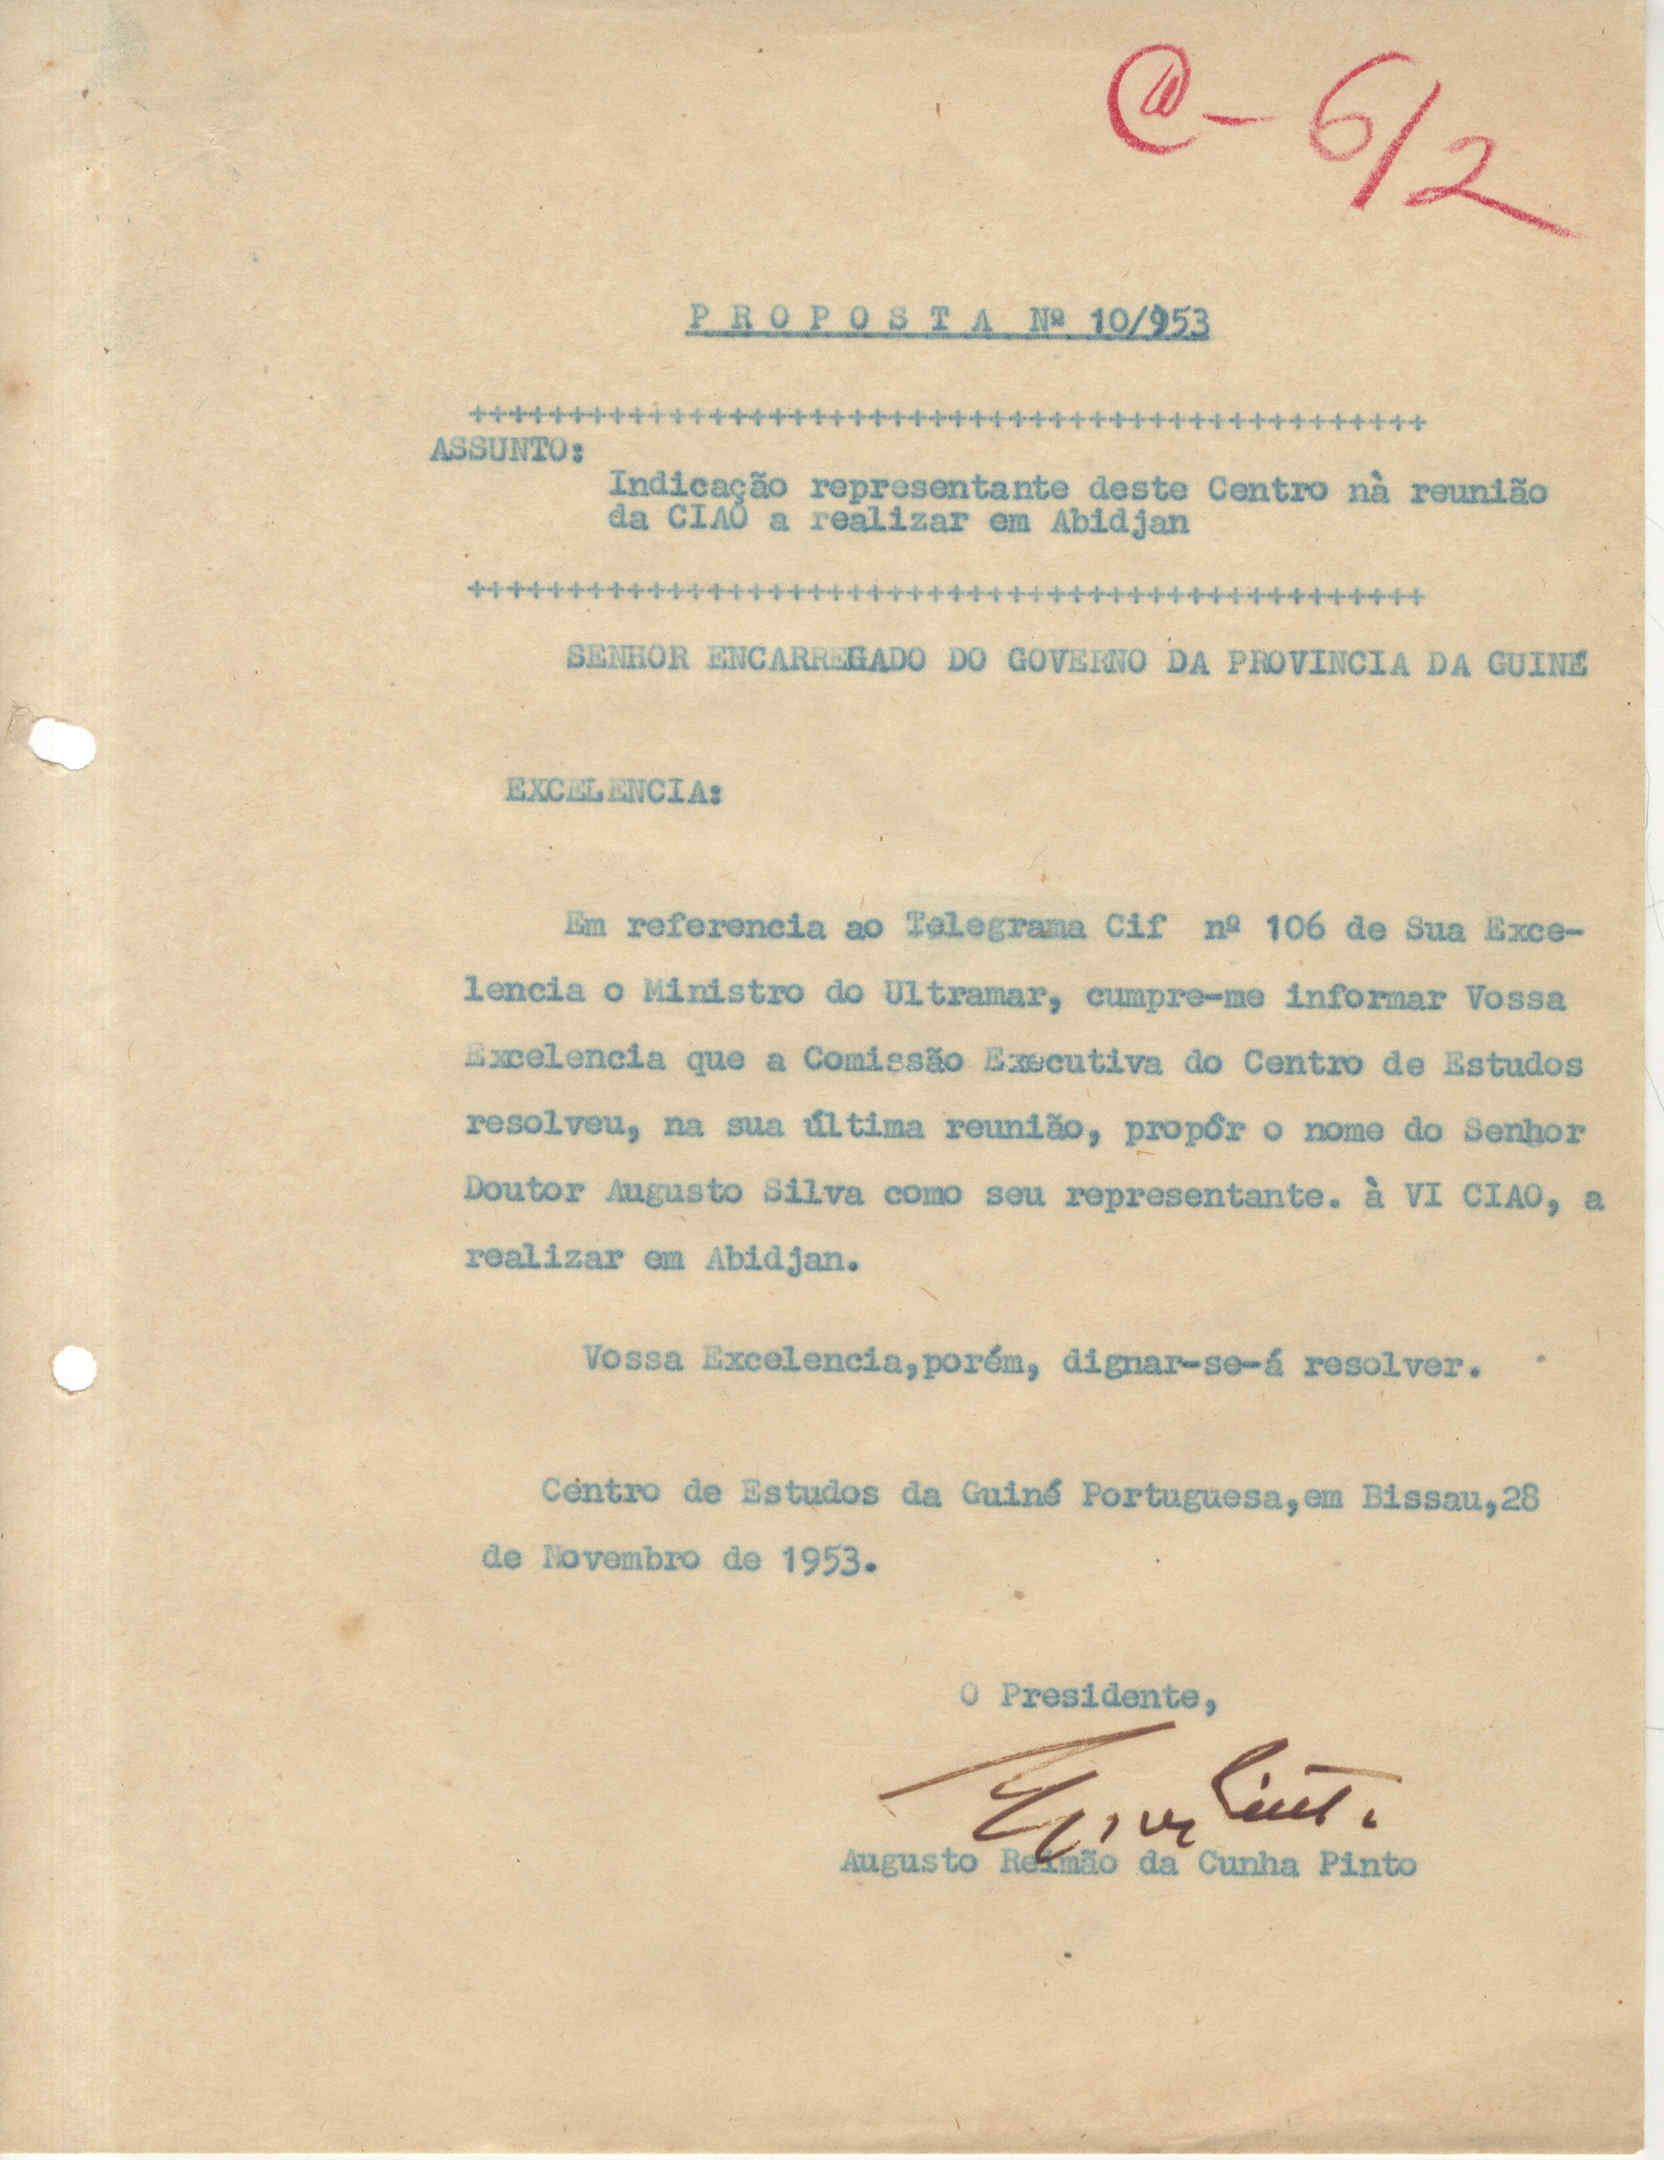 C - 6/2
P R O P O S T A Nº 10/953
++++++++++++++++++++++++++++++++++++++++++++++++
ASSUNTO:
Indicação representante deste Centro nà reunião
da CIAO a realizar em Abidjan
++++++++++++++++++++++++++++++++++++++++++++++++
SENHOR ENCARREGADO DO GOVERNO DA PROVINCIA DA GUINÉ
EXCELENCIA:
Em referencia ao Telegrama Cif nº 106 de Sua Exce-
lencia o Ministro do Ultramar, cumpre-me informar Vossa
Excelencia que a Comissão Executiva do Centro de Estudos
resolveu, na sua última reunião, propôr o nome do Senhor
Doutor Augusto Silva como seu representante. à VI CIAO, a
realizar em Abidjan.
Vossa Excelencia,porém, dignar-se-á resolver.
Centro de Estudos da Guiné Portuguesa,em Bissau,28
de Novembro de 1953.
O Presidente,
Augusto Reimão da Cunha Pinto